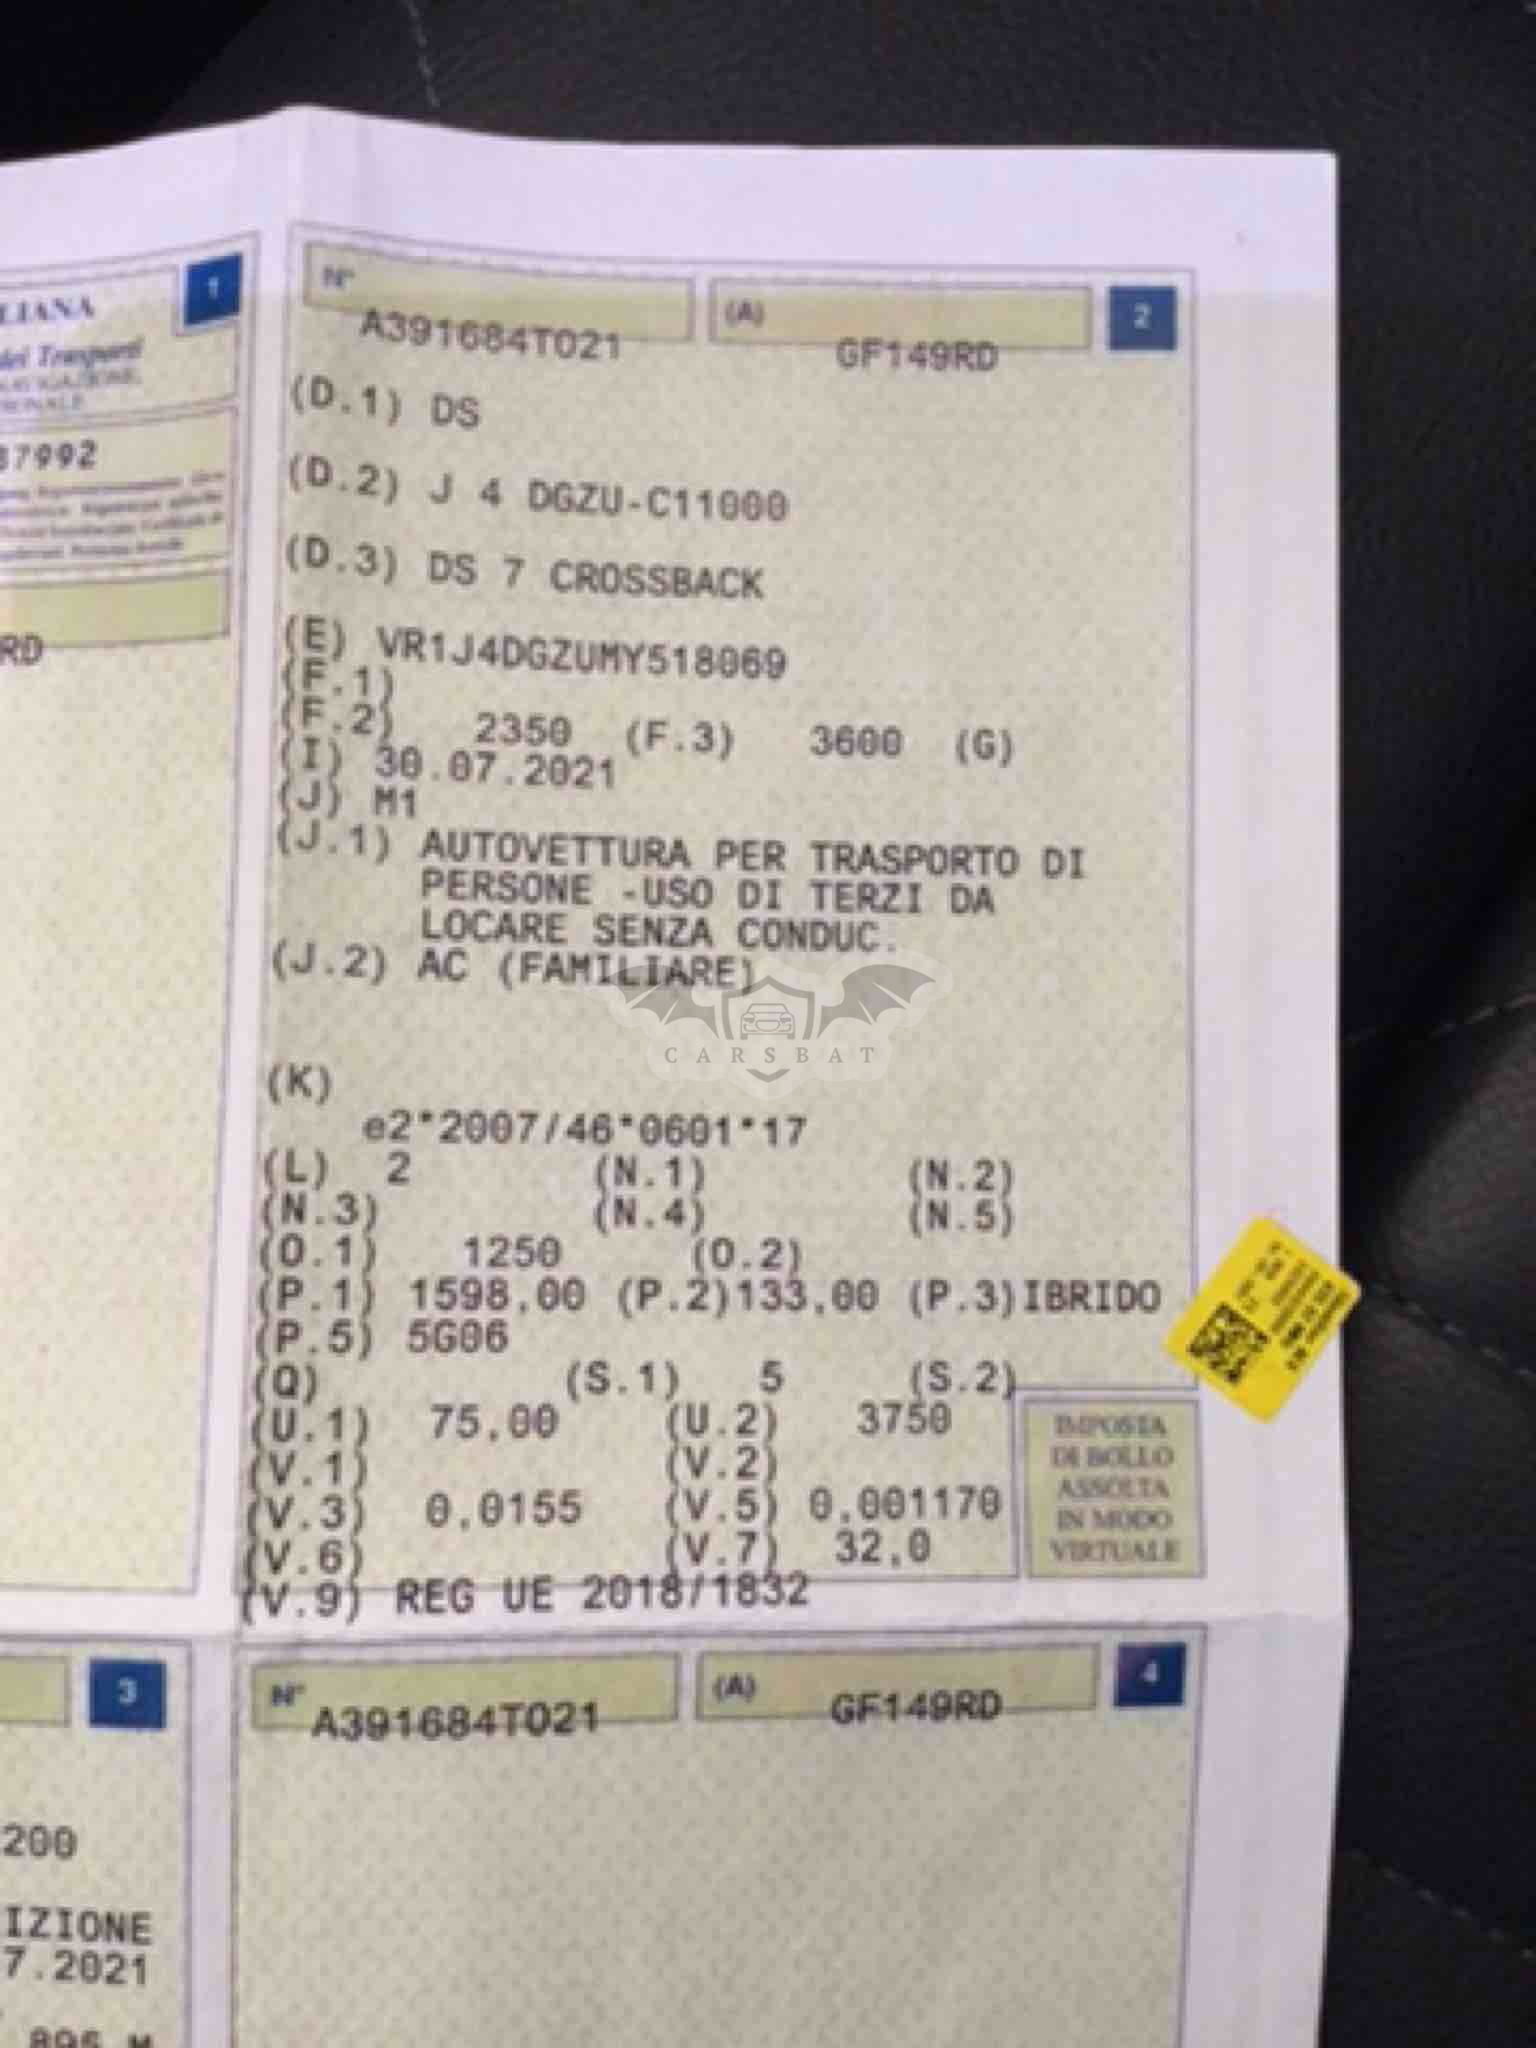 LIANA
dei Trasporti
1
37992
RD
N°
A391684T021
(A)
GF149RD
2
(D.1) DS
(D.2) J 4 DGZU-C11000
(D.3) DS 7 CROSSBACK
(E) VR1J4DGZUMY518069
(F.1)
(F.2) 2350 (F.3) 3600 (G)
(I) 30.07.2021
(J) M1
(J.1) AUTOVETTURA PER TRASPORTO DI
PERSONE -USO DI TERZI DA
LOCARE SENZA CONDUC.
(J.2) AC (FAMILIARE)
CARSBAT
(K)
e2*2007/46*0601*17
(L) 2 (N.1) (N.2)
(N.3) (N.4) (N.5)
(O.1) 1250 (O.2)
(P.1) 1598,00 (P.2)133,00 (P.3)IBRIDO
(P.5) 5G06
(Q) (S.1) 5 (S.2)
(U.1) 75,00 (U.2) 3750
(V.1) (V.2)
(V.3) 0,0155 (V.5) 0,001170
(V.6) (V.7) 32,0
(V.9) REG UE 2018/1832
IMPOSTA
DI BOLLO
ASSOLTA
IN MODO
VIRTUALE
3
200
IZIONE
7.2021
895 M
N°
A391684T021
(A)
GF149RD
4